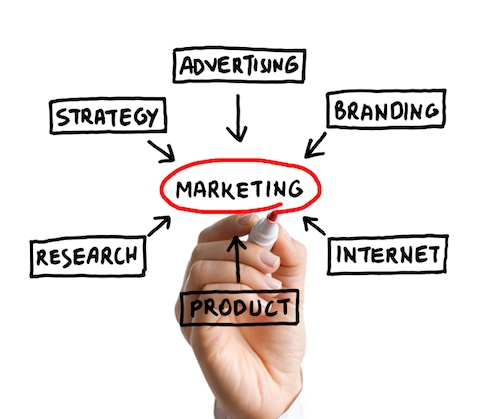 ADVERTISING
STRATEGY
BRANDING
MARKETING
RESEARCH
INTERNET
PRODUCT